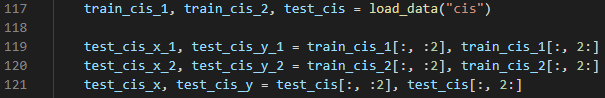 117 train_cis_1, train_cis_2, test_cis = load_data("cis")
118
119 test_cis_x_1, test_cis_y_1 = train_cis_1[:, :2], train_cis_1[:, 2:]
120 test_cis_x_2, test_cis_y_2 = train_cis_2[:, :2], train_cis_2[:, 2:]
121 test_cis_x, test_cis_y = test_cis[:, :2], test_cis[:, 2:]